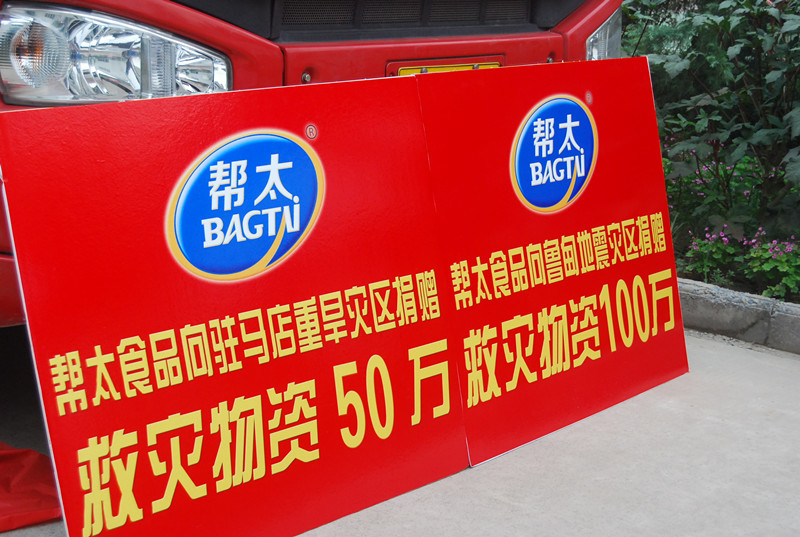 帮太
BAGTAI
®
帮太食品向驻马店重旱灾区捐赠
救灾物资50万
帮太
BAGTAI
®
帮太食品向鲁甸地震灾区捐赠
救灾物资100万